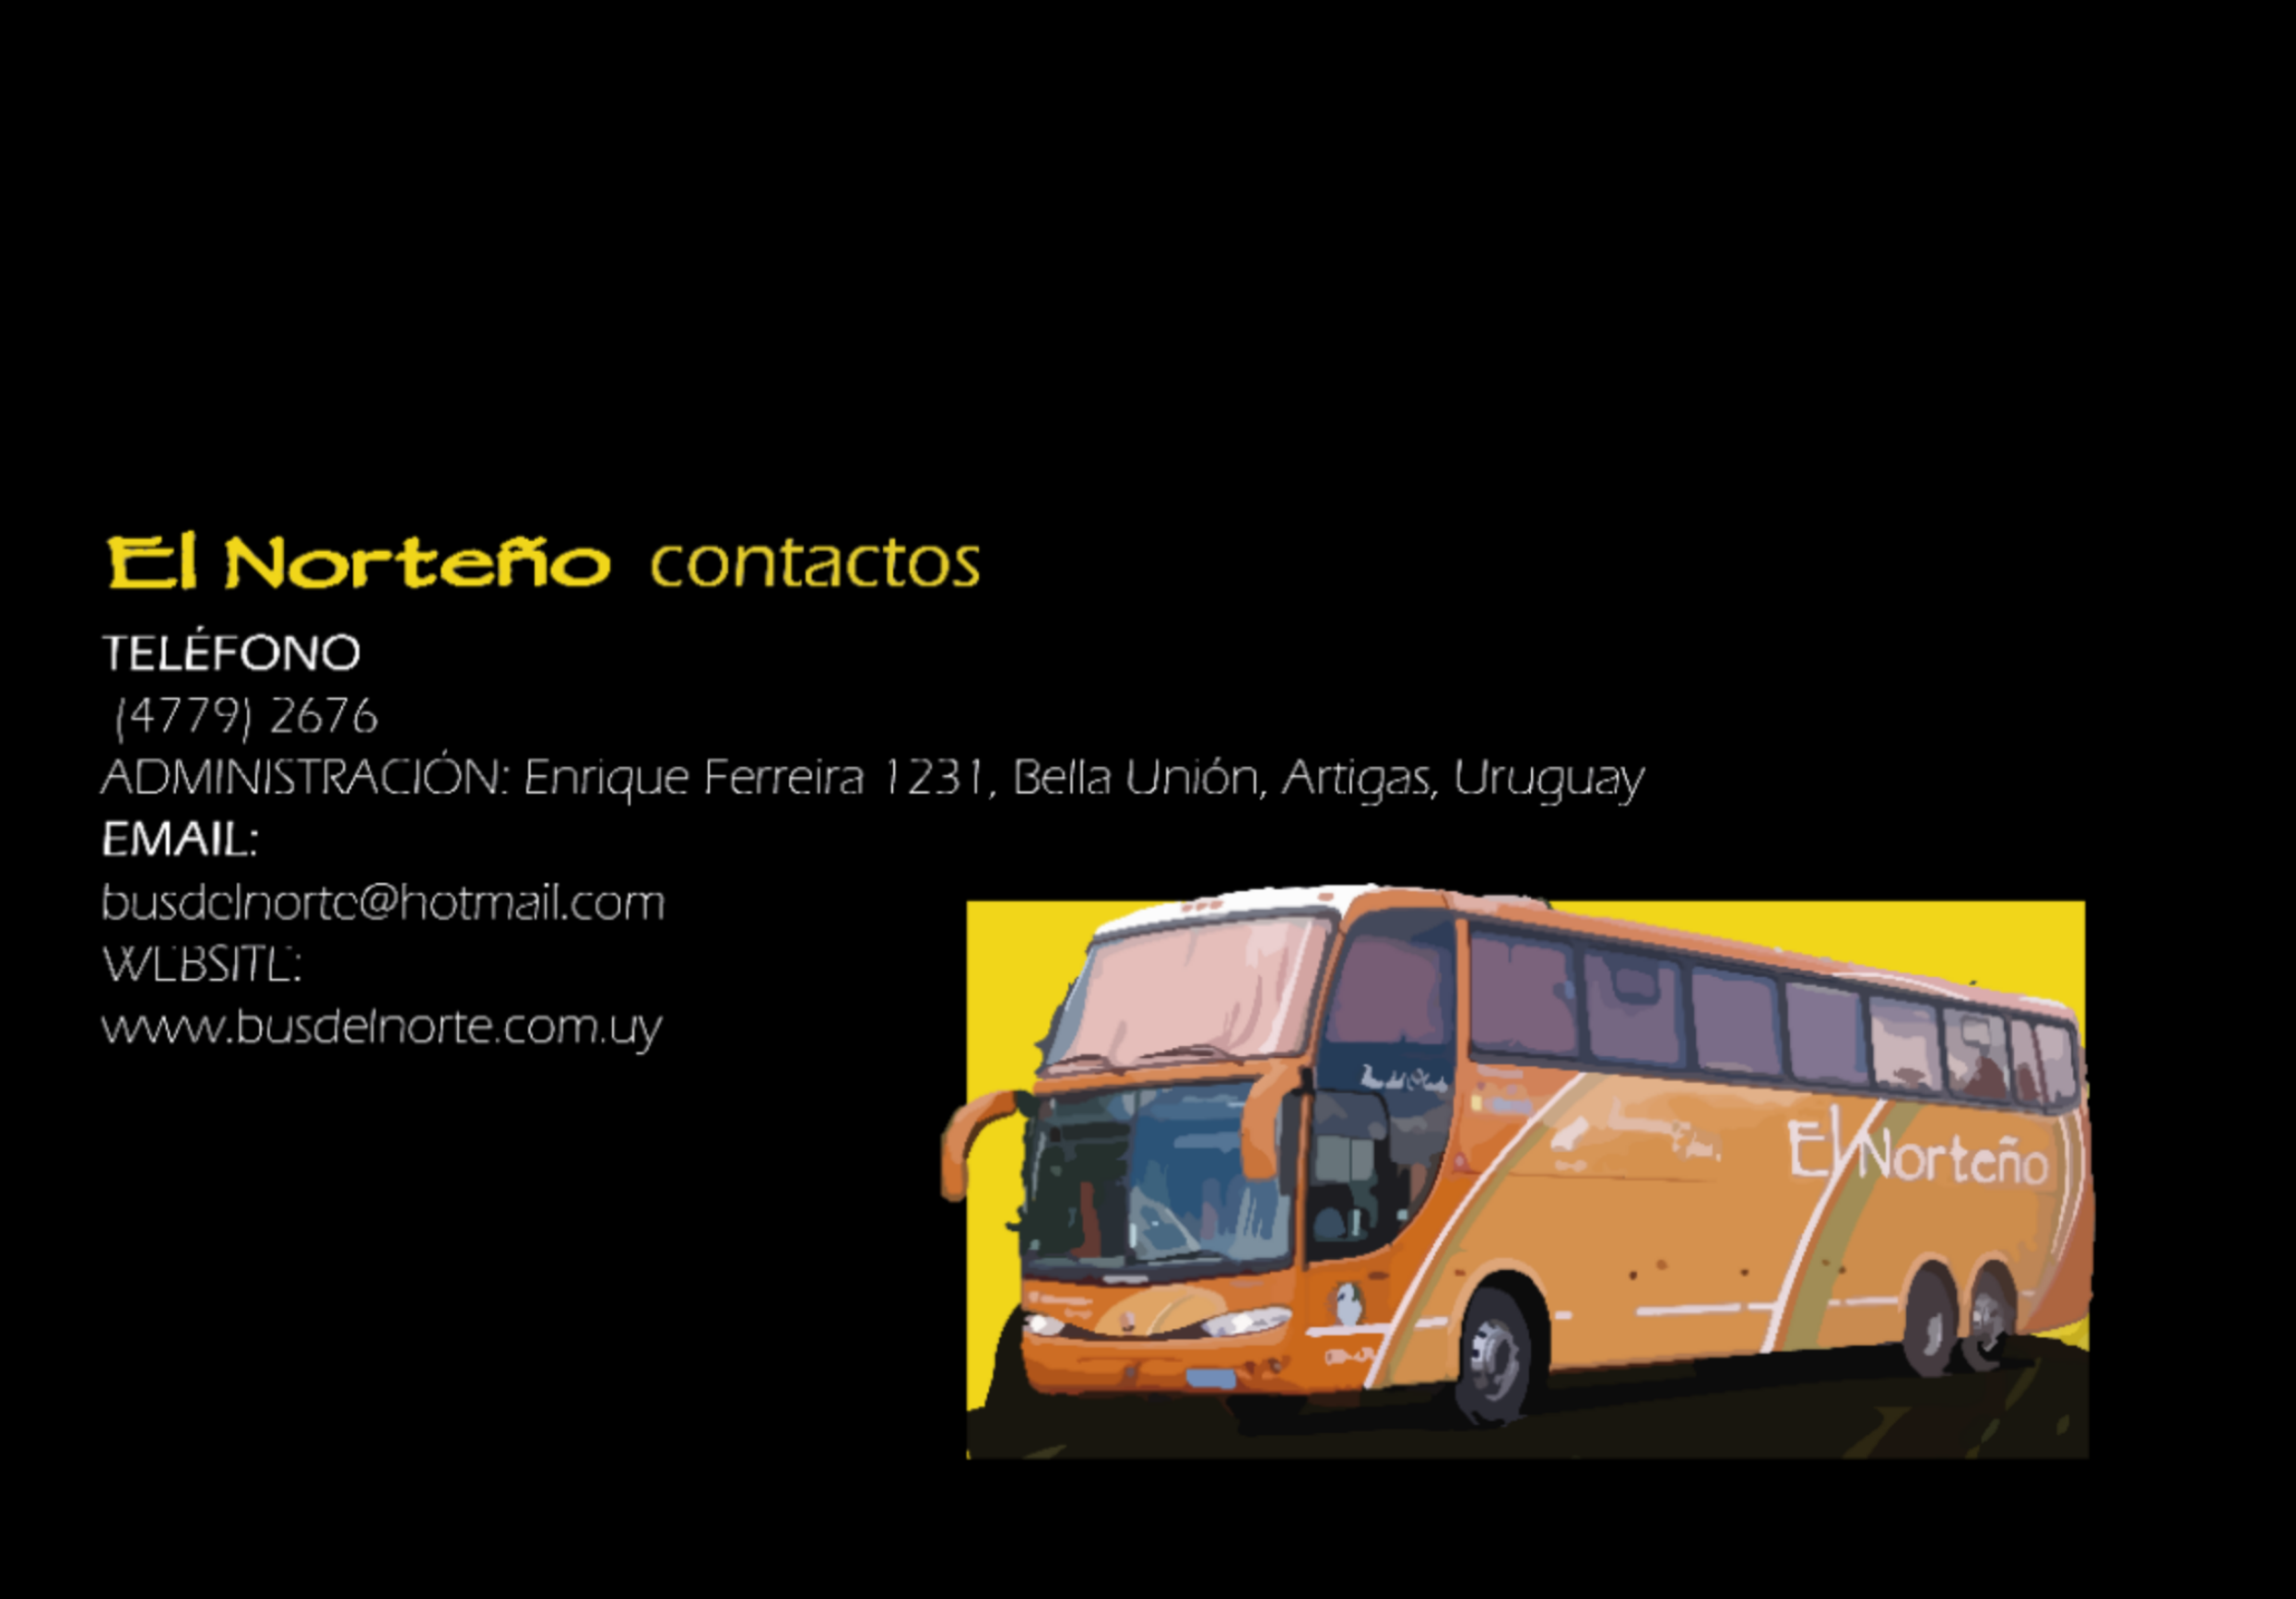 El Norteño contactos
TELÉFONO
(4779) 2676
ADMINISTRACIÓN: Enrique Ferreira 1231, Bella Unión, Artigas, Uruguay
EMAIL:
busdelnorte@hotmail.com
WEBSITE:
www.busdelnorte.com.uy
El Norteño